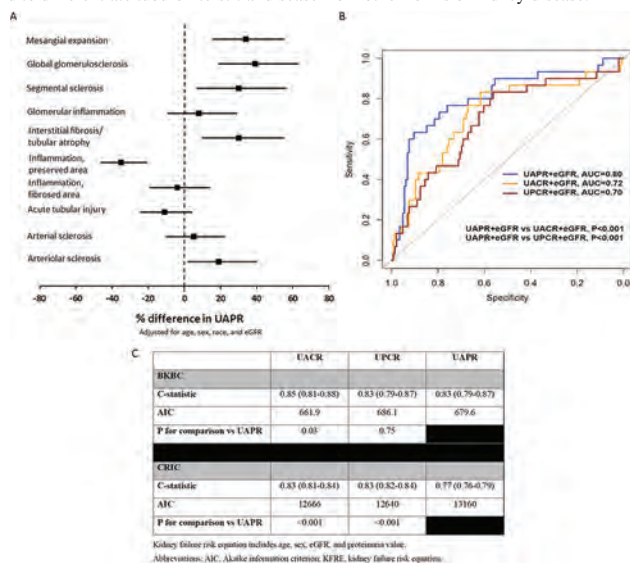 A
Mesangial expansion
Global glomerulosclerosis
Segmental sclerosis
Glomerular inflammation
Interstitial fibrosis/
tubular atrophy
Inflammation,
preserved area
Inflammation,
fibrosed area
Acute tubular injury
Arterial sclerosis
Arteriolar sclerosis
-80 -60 -40 -20 0 20 40 60 80
% difference in UAPR
Adjusted for age, sex, race, and eGFR
B
Sensitivity
1.0
0.8
0.6
0.4
0.2
0.0
UAPR+eGFR, AUC=0.80
UACR+eGFR, AUC=0.72
UPCR+eGFR, AUC=0.70
UAPR+eGFR vs UACR+eGFR, P<0.001
UAPR+eGFR vs UPCR+eGFR, P<0.001
1.0 0.8 0.6 0.4 0.2 0.0
Specificity
C
UACR UPCR UAPR
BKBC
C-statistic 0.85 (0.81-0.88) 0.83 (0.79-0.87) 0.83 (0.79-0.87)
AIC 661.9 686.1 679.6
P for comparison vs UAPR 0.03 0.75
CRIC
C-statistic 0.83 (0.81-0.84) 0.83 (0.82-0.84) 0.77 (0.76-0.79)
AIC 12666 12640 13160
P for comparison vs UAPR <0.001 <0.001
Kidney failure risk equation includes age, sex, eGFR, and proteinuria value.
Abbreviations: AIC, Akaike information criterion; KFRE, kidney failure risk equation.